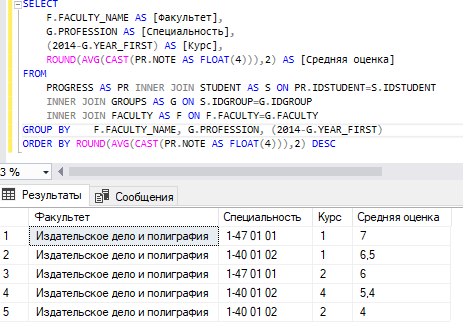 SELECT
F.FACULTY_NAME AS [Факультет],
G.PROFESSION AS [Специальность],
(2014-G.YEAR_FIRST) AS [Курс],
ROUND(AVG(CAST(PR.NOTE AS FLOAT(4))),2) AS [Средняя оценка]
FROM
PROGRESS AS PR INNER JOIN STUDENT AS S ON PR.IDSTUDENT=S.IDSTUDENT
INNER JOIN GROUPS AS G ON S.IDGROUP=G.IDGROUP
INNER JOIN FACULTY AS F ON F.FACULTY=G.FACULTY
GROUP BY F.FACULTY_NAME, G.PROFESSION, (2014-G.YEAR_FIRST)
ORDER BY ROUND(AVG(CAST(PR.NOTE AS FLOAT(4))),2) DESC
3 %
Результаты Сообщения
Факультет Специальность Курс Средняя оценка
1 Издательское дело и полиграфия 1-47 01 01 1 7
2 Издательское дело и полиграфия 1-40 01 02 1 6,5
3 Издательское дело и полиграфия 1-47 01 01 2 6
4 Издательское дело и полиграфия 1-40 01 02 4 5,4
5 Издательское дело и полиграфия 1-40 01 02 2 4